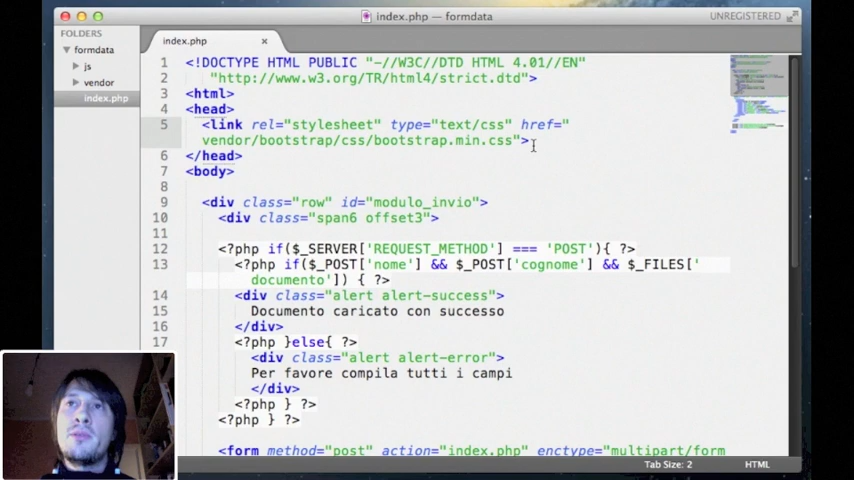 index.php — formdata
UNREGISTERED
FOLDERS
formdata
js
vendor
index.php
index.php
1 <!DOCTYPE HTML PUBLIC "-//W3C//DTD HTML 4.01//EN"
2 "http://www.w3.org/TR/html4/strict.dtd">
3 <html>
4 <head>
5 <link rel="stylesheet" type="text/css" href="
vendor/bootstrap/css/bootstrap.min.css">
6 </head>
7 <body>
8
9 <div class="row" id="modulo_invio">
10 <div class="span6 offset3">
11
12 <?php if($_SERVER['REQUEST_METHOD'] === 'POST'){ ?>
13 <?php if($_POST['nome'] && $_POST['cognome'] && $_FILES['
documento']) { ?>
14 <div class="alert alert-success">
15 Documento caricato con successo
16 </div>
17 <?php }else{ ?>
<div class="alert alert-error">
Per favore compila tutti i campi
</div>
<?php } ?>
<?php } ?>
<form method="post" action="index.php" enctype="multipart/form
Tab Size: 2
HTML